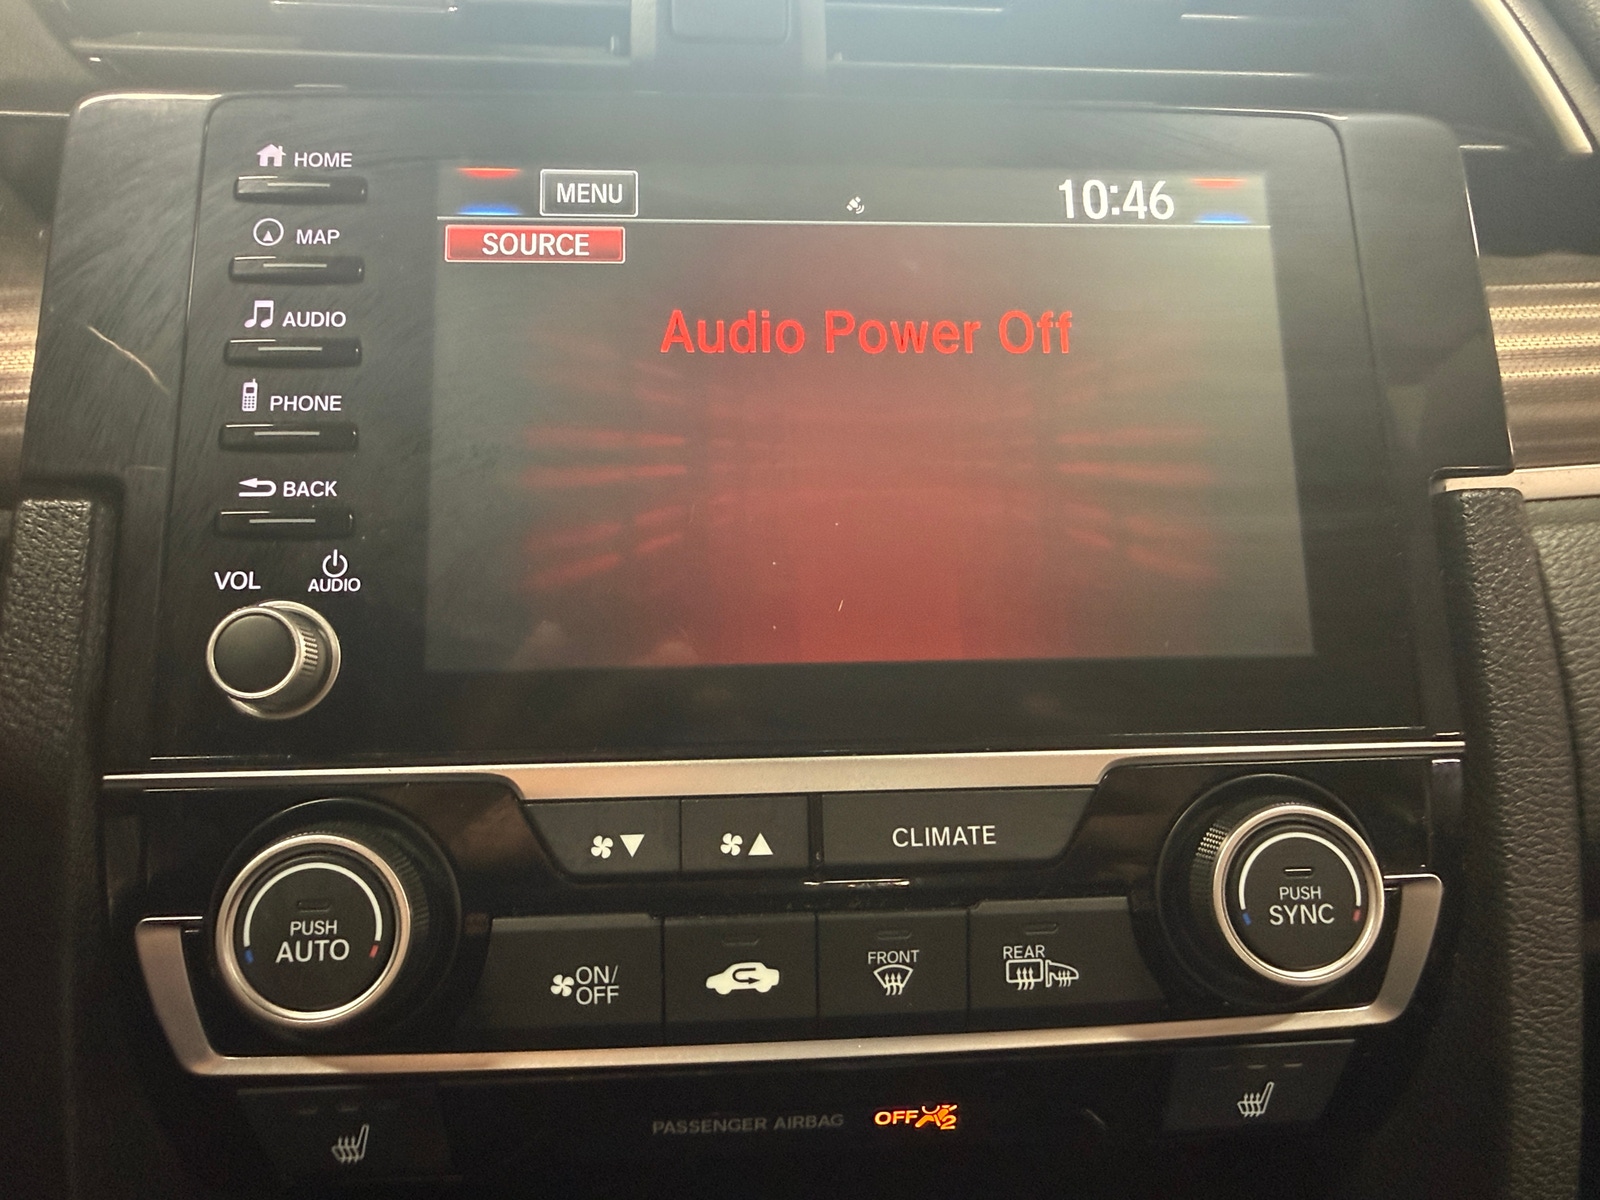 HOME
MAP
AUDIO
PHONE
BACK
VOL
AUDIO
MENU
10:46
SOURCE
Audio Power Off
CLIMATE
PUSH
AUTO
ON/
OFF
FRONT
REAR
PUSH
SYNC
PASSENGER AIRBAG
OFF
2